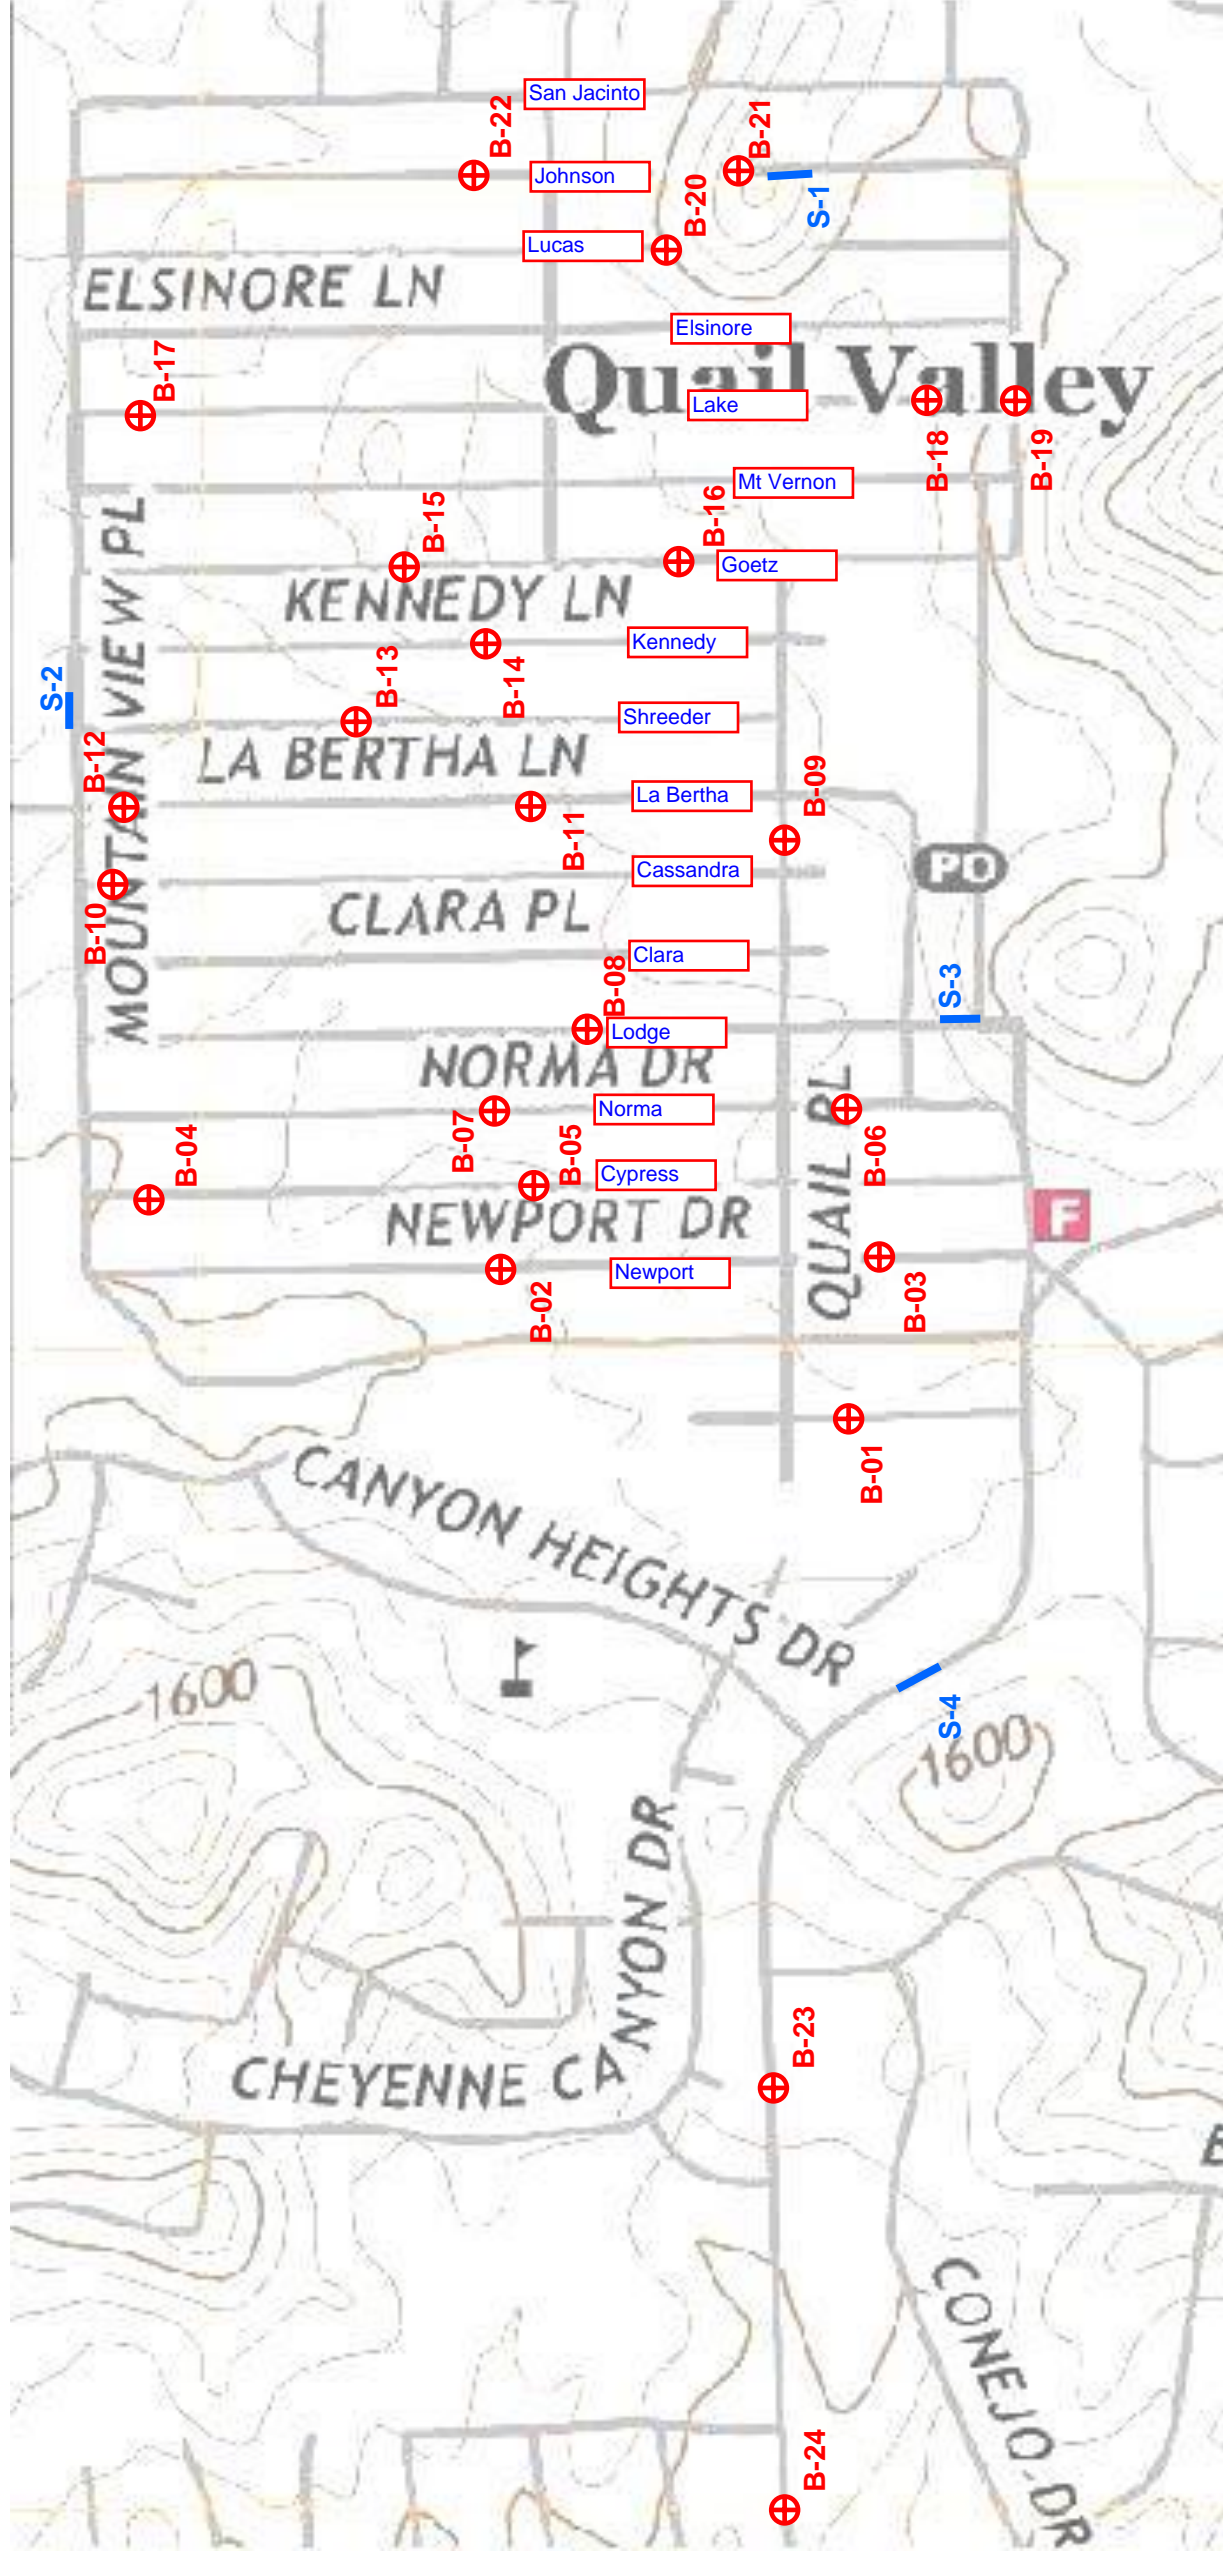 San Jacinto
B-22
B-21
Johnson
B-20
S-1
Lucas
ELSINORE LN
Elsinore
B-17
Quail Valley
Lake
B-18
B-19
Mt Vernon
B-15
B-16
MOUNTAIN VIEW PL
Goetz
KENNEDY LN
Kennedy
B-13
B-14
S-2
Shreeder
LA BERTHA LN
B-12
La Bertha
B-09
B-11
Cassandra
PD
B-10
CLARA PL
Clara
B-08
S-3
Lodge
NORMA DR
Norma
B-07
B-06
B-04
B-05
Cypress
QUAIL PL
NEWPORT DR
F
Newport
B-02
B-03
B-01
CANYON HEIGHTS DR
1600
S-4
1600
CHEYENNE CANYON DR
B-23
B
CONEJO DR
B-24